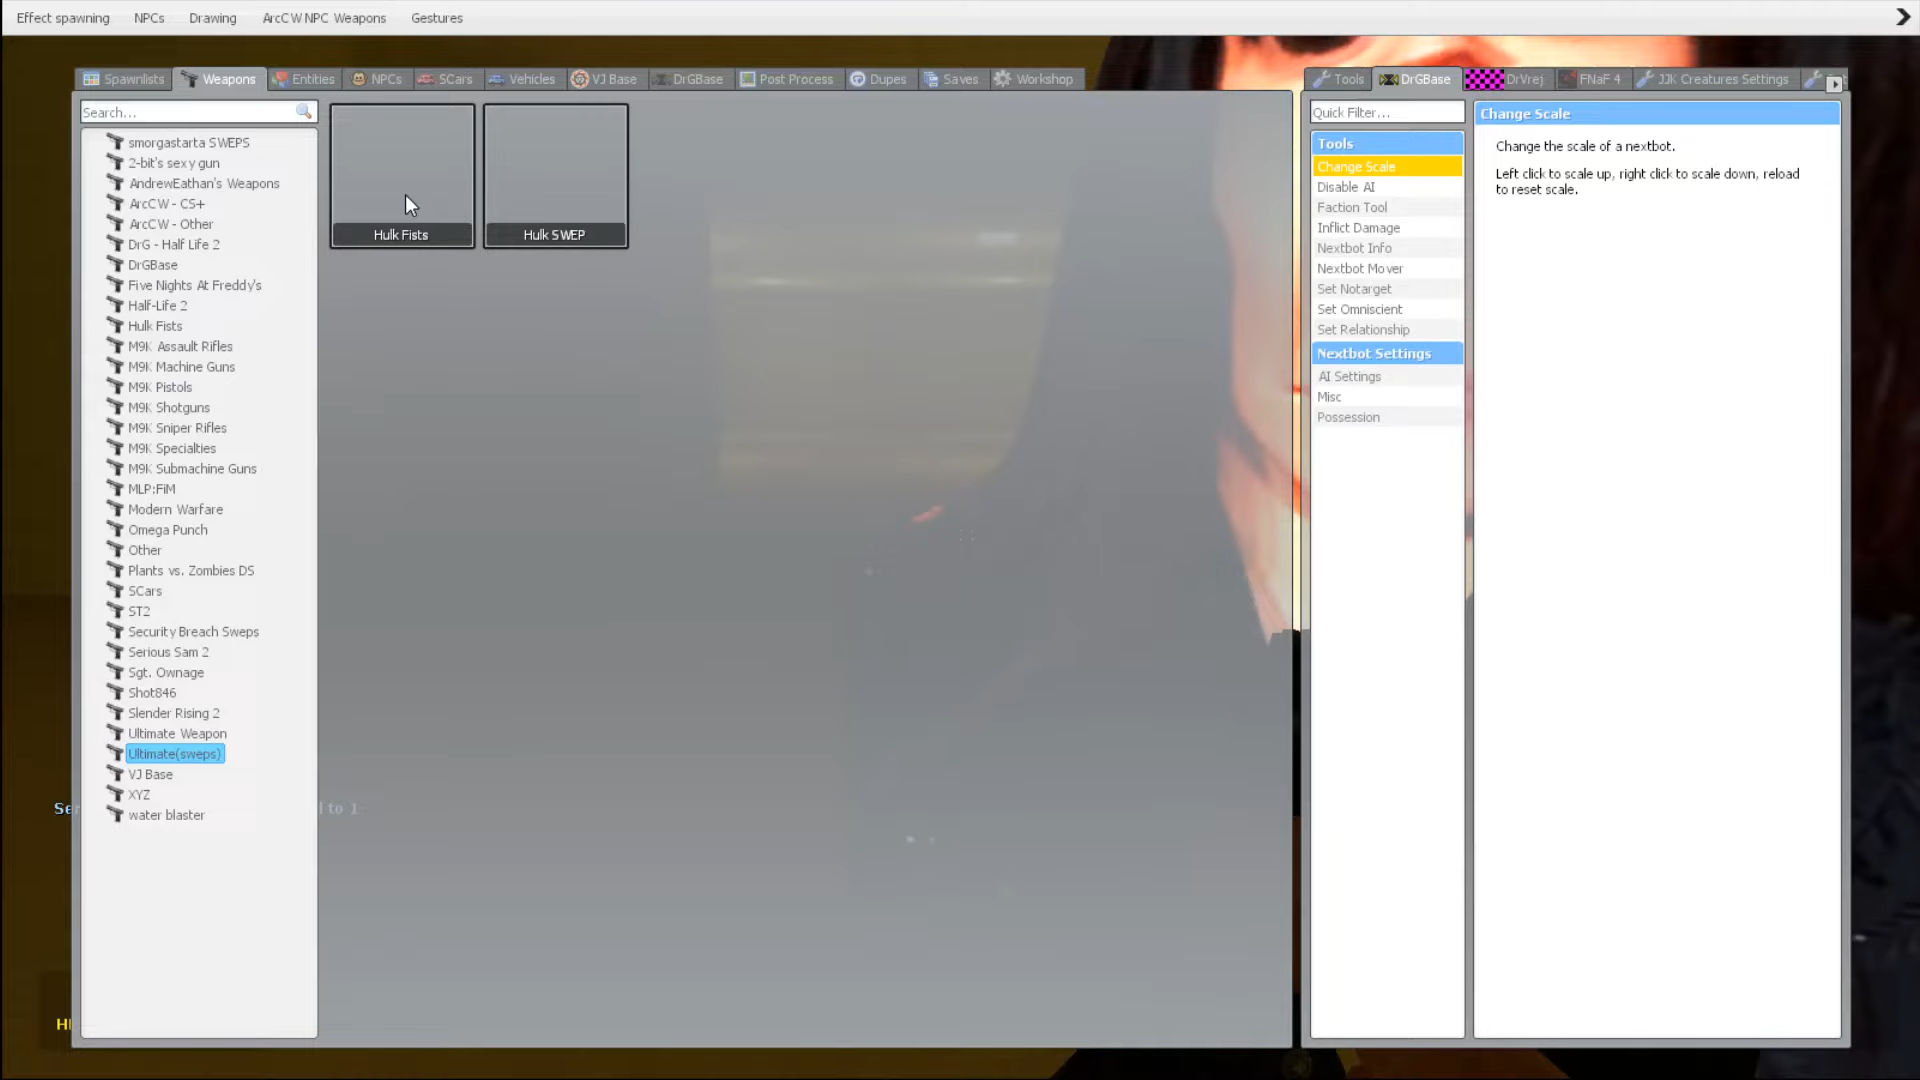 Effect spawning NPCs Drawing ArcCW NPC Weapons Gestures
Spawnlists Weapons Entities NPCs SCars Vehicles VJ Base DrGBase Post Process Dupes Saves Workshop
Tools DrGBase DrVrej FNaF 4 JJK Creatures Settings
Search...
smorgastarta SWEPS
2-bit's sexy gun
AndrewEathan's Weapons
ArcCW - CS+
ArcCW - Other
DrG - Half Life 2
DrGBase
Five Nights At Freddy's
Half-Life 2
Hulk Fists
M9K Assault Rifles
M9K Machine Guns
M9K Pistols
M9K Shotguns
M9K Sniper Rifles
M9K Specialties
M9K Submachine Guns
MLP:FiM
Modern Warfare
Omega Punch
Other
Plants vs. Zombies DS
SCars
ST2
Security Breach Sweps
Serious Sam 2
Sgt. Ownage
Shot846
Slender Rising 2
Ultimate Weapon
Ultimate(sweps)
VJ Base
XYZ
water blaster
Hulk Fists
Hulk SWEP
to 1
Quick Filter...
Tools
Change Scale
Disable AI
Faction Tool
Inflict Damage
Nextbot Info
Nextbot Mover
Set Notarget
Set Omniscient
Set Relationship
Nextbot Settings
AI Settings
Misc
Possession
Change Scale
Change the scale of a nextbot.
Left click to scale up, right click to scale down, reload
to reset scale.